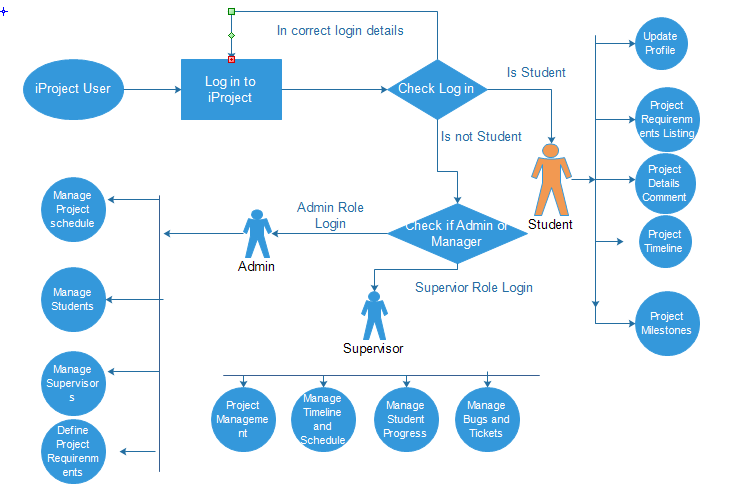 In correct login details
Update
Profile
iProject User
Log in to
iProject
Check Log in
Is Student
Project
Requirenm
ents Listing
Is not Student
Project
Details
Comment
Manage
Project
schedule
Admin Role
Login
Check if Admin or
Manager
Student
Project
Timeline
Admin
Manage
Students
Supervior Role Login
Project
Milestones
Supervisor
Manage
Supervisor
s
Project
Manageme
nt
Manage
Timeline
and
Schedule
Manage
Student
Progress
Manage
Bugs and
Tickets
Define
Project
Requirenm
ents